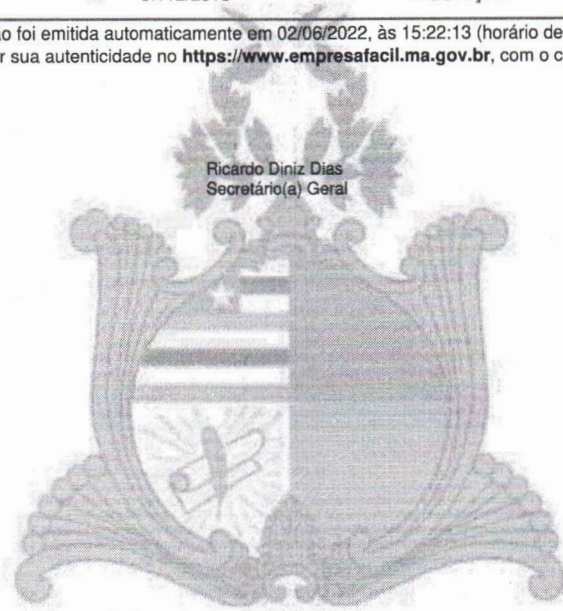 o foi emitida automaticamente em 02/06/2022, às 15:22:13 (horário de
r sua autenticidade no https://www.empresafacil.ma.gov.br, com o c
Ricardo Diniz Dias
Secretário(a) Geral